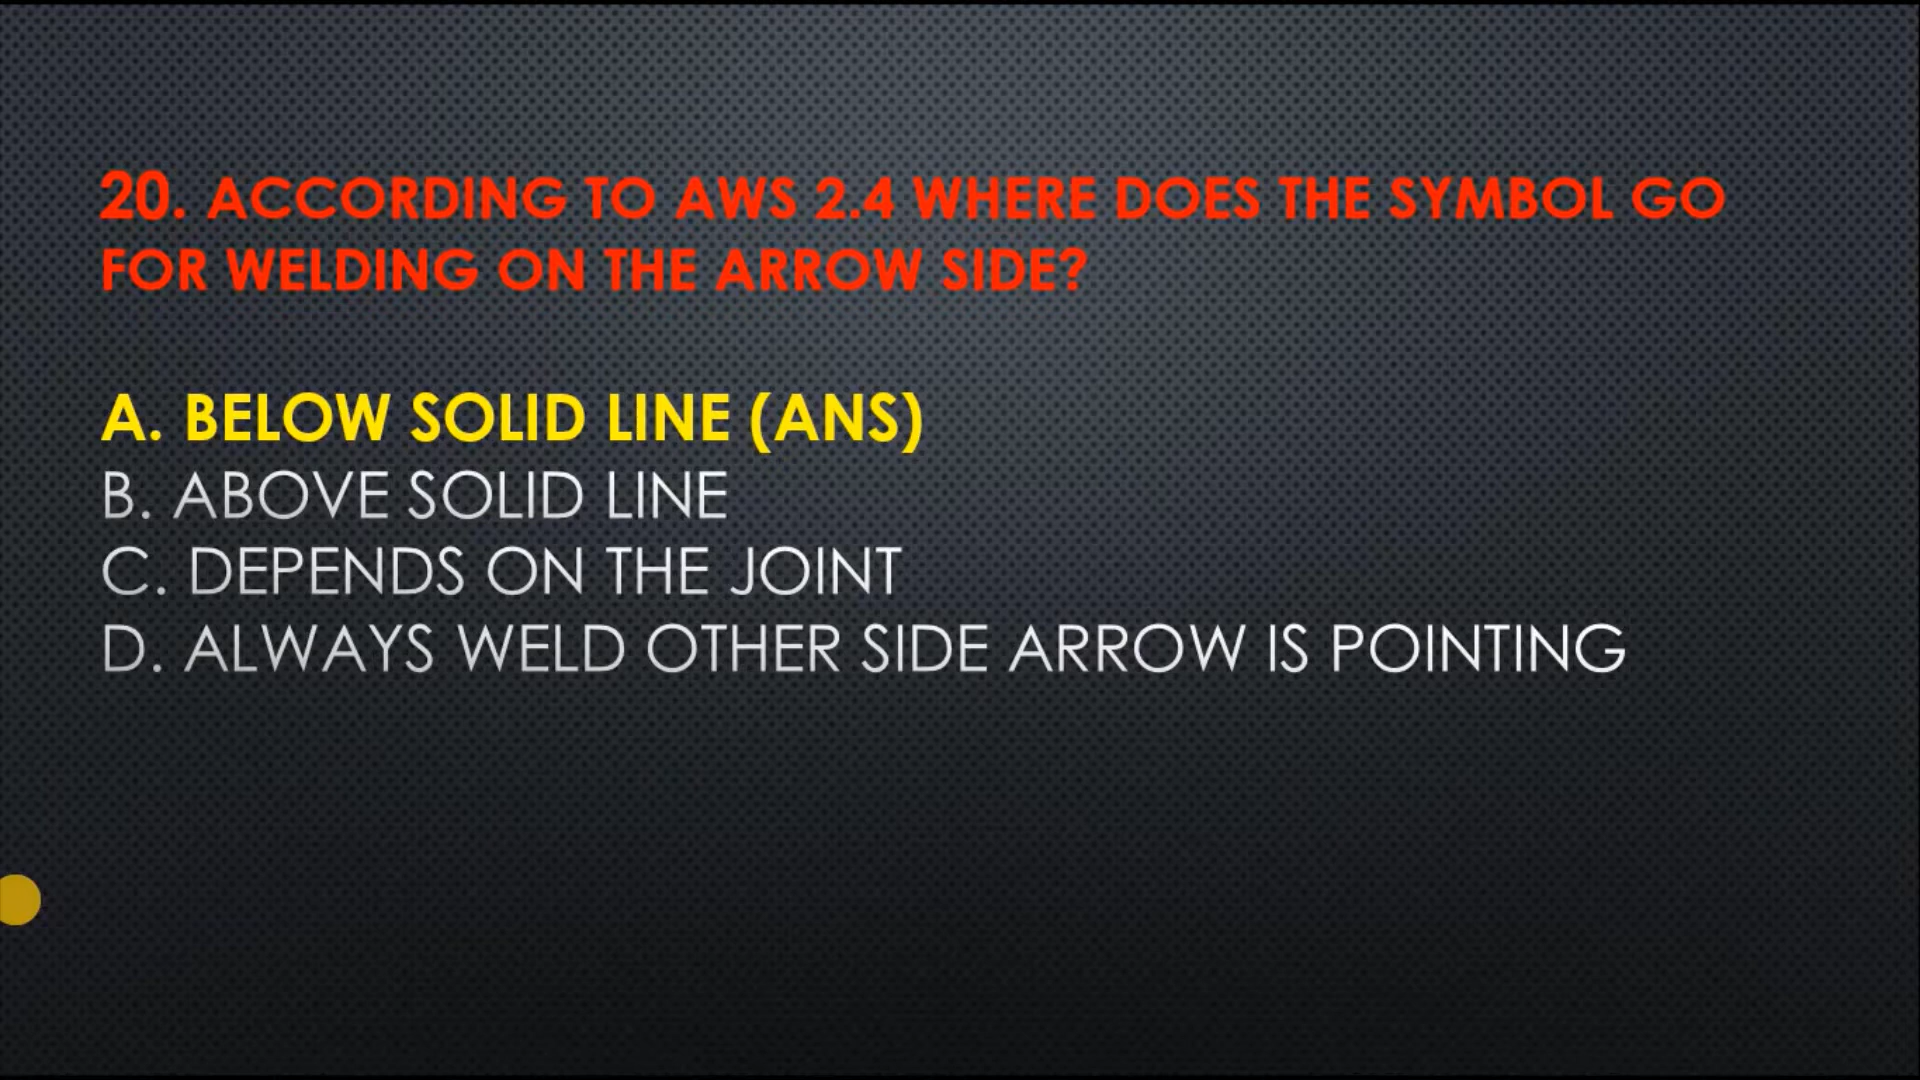 20. ACCORDING TO AWS 2.4 WHERE DOES THE SYMBOL GO
FOR WELDING ON THE ARROW SIDE?
A. BELOW SOLID LINE (ANS)
B. ABOVE SOLID LINE
C. DEPENDS ON THE JOINT
D. ALWAYS WELD OTHER SIDE ARROW IS POINTING